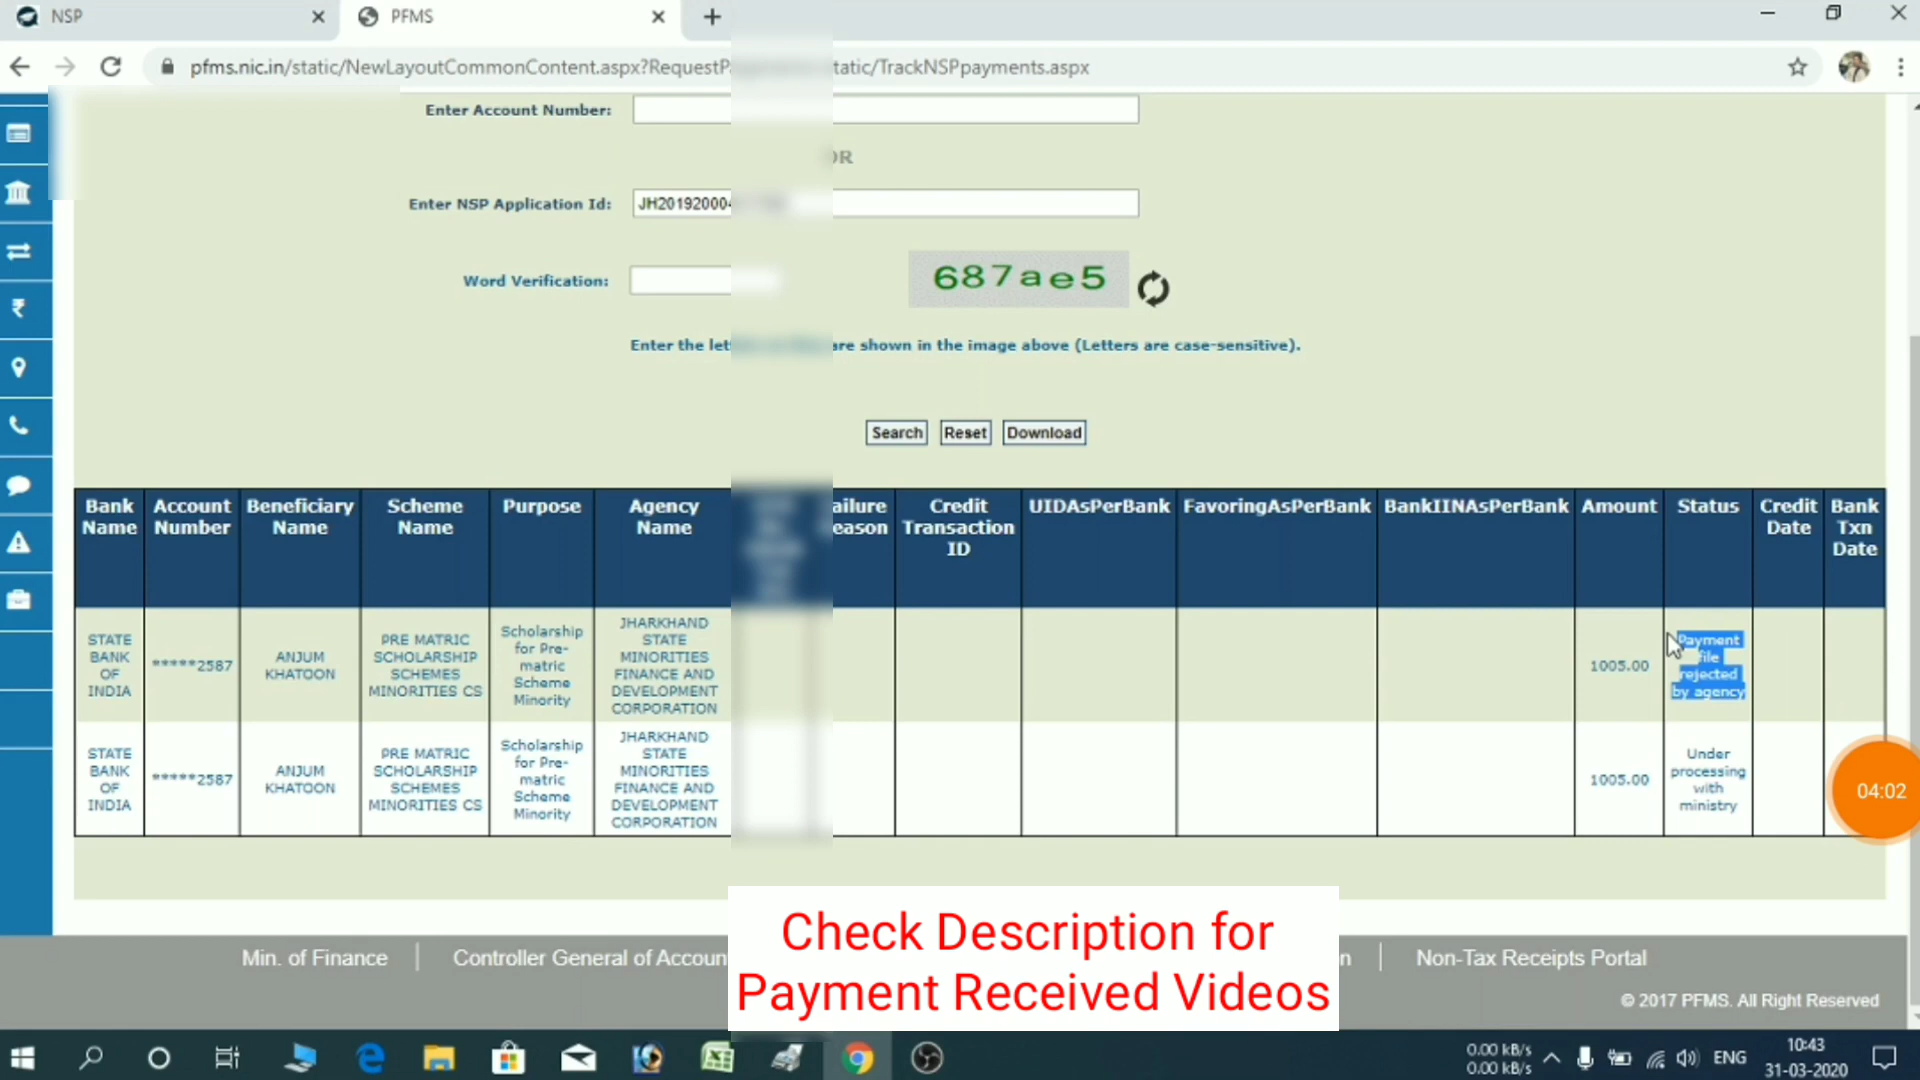 NSP
PFMS
pfms.nic.in/static/NewLayoutCommonContent.aspx?RequestP
tatic/TrackNSPpayments.aspx
Enter Account Number:
OR
Enter NSP Application Id:
JH20192000
Word Verification:
687ae5
Enter the let
are shown in the image above (Letters are case-sensitive).
Search Reset Download
Bank Name
Account Number
Beneficiary Name
Scheme Name
Purpose
Agency Name
ailure
eason
Credit Transaction ID
UIDAsPerBank
FavoringAsPerBank
BankIINAsPerBank
Amount
Status
Credit Date
Bank Txn Date
STATE BANK OF INDIA
*****2587
ANJUM KHATOON
PRE MATRIC SCHOLARSHIP SCHEMES MINORITIES CS
Scholarship for Pre-matric Scheme Minority
JHARKHAND STATE MINORITIES FINANCE AND DEVELOPMENT CORPORATION
1005.00
Payment file rejected by agency
STATE BANK OF INDIA
*****2587
ANJUM KHATOON
PRE MATRIC SCHOLARSHIP SCHEMES MINORITIES CS
Scholarship for Pre-matric Scheme Minority
JHARKHAND STATE MINORITIES FINANCE AND DEVELOPMENT CORPORATION
1005.00
Under processing with ministry
04:02
Check Description for
Payment Received Videos
Min. of Finance
Controller General of Accoun
n
Non-Tax Receipts Portal
© 2017 PFMS. All Right Reserved
0.00 kB/s
0.00 kB/s
ENG
10:43
31-03-2020